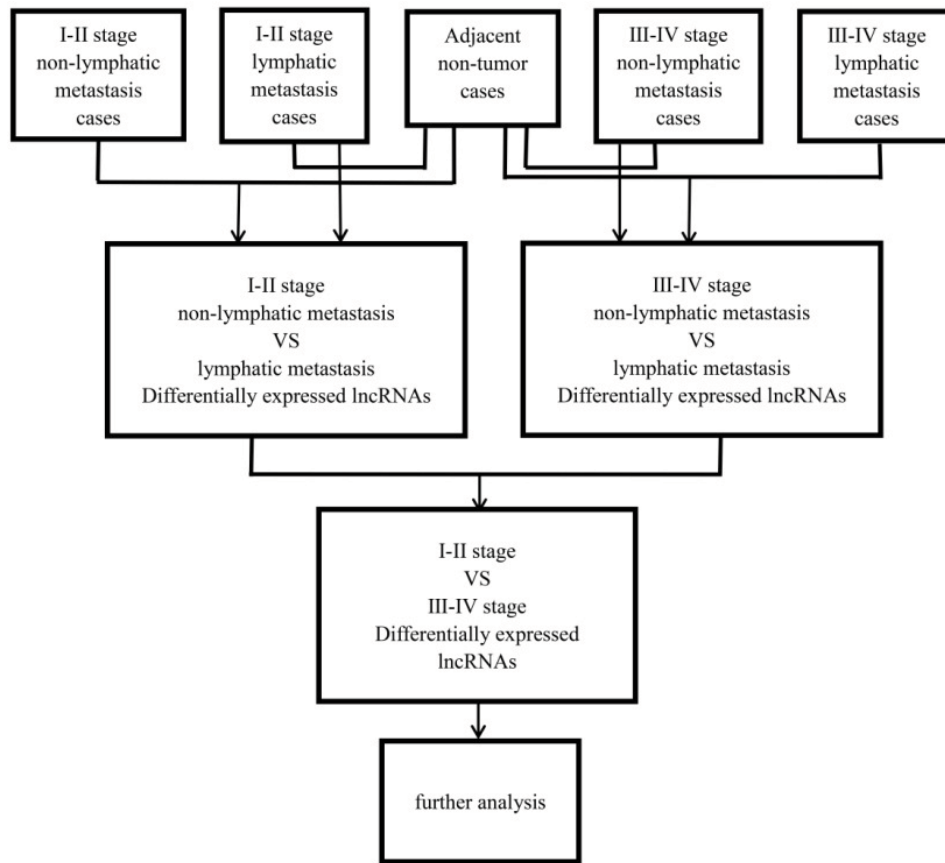 I-II stage
non-lymphatic
metastasis
cases
I-II stage
lymphatic
metastasis
cases
Adjacent
non-tumor
cases
III-IV stage
non-lymphatic
metastasis
cases
III-IV stage
lymphatic
metastasis
cases
I-II stage
non-lymphatic metastasis
VS
lymphatic metastasis
Differentially expressed lncRNAs
III-IV stage
non-lymphatic metastasis
VS
lymphatic metastasis
Differentially expressed lncRNAs
I-II stage
VS
III-IV stage
Differentially expressed
lncRNAs
further analysis